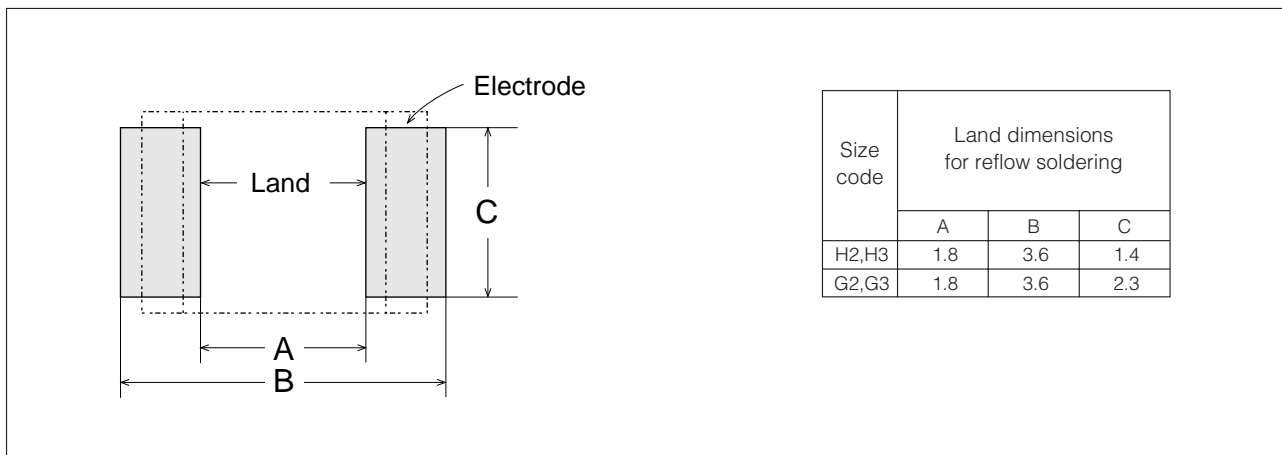 Electrode
Land
C
A
B
Size
code
Land dimensions
for reflow soldering
A B C
H2,H3 1.8 3.6 1.4
G2,G3 1.8 3.6 2.3